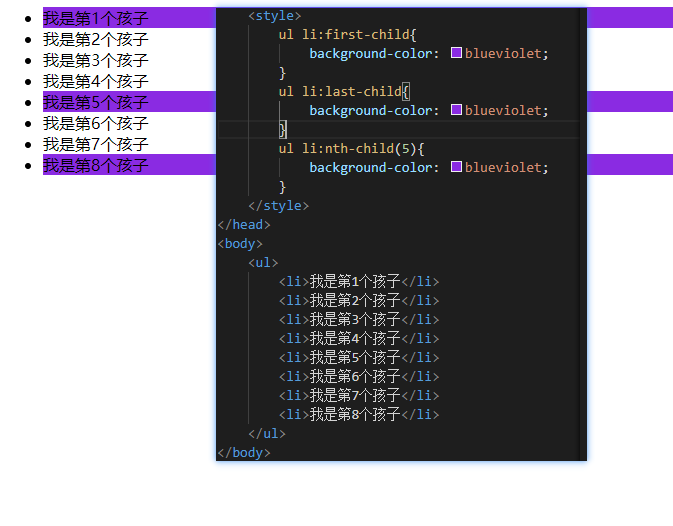 我是第1个孩子
我是第2个孩子
我是第3个孩子
我是第4个孩子
我是第5个孩子
我是第6个孩子
我是第7个孩子
我是第8个孩子
<style>
ul li:first-child{
background-color: blueviolet;
}
ul li:last-child{
background-color: blueviolet;
}
ul li:nth-child(5){
background-color: blueviolet;
}
</style>
</head>
<body>
<ul>
<li>我是第1个孩子</li>
<li>我是第2个孩子</li>
<li>我是第3个孩子</li>
<li>我是第4个孩子</li>
<li>我是第5个孩子</li>
<li>我是第6个孩子</li>
<li>我是第7个孩子</li>
<li>我是第8个孩子</li>
</ul>
</body>